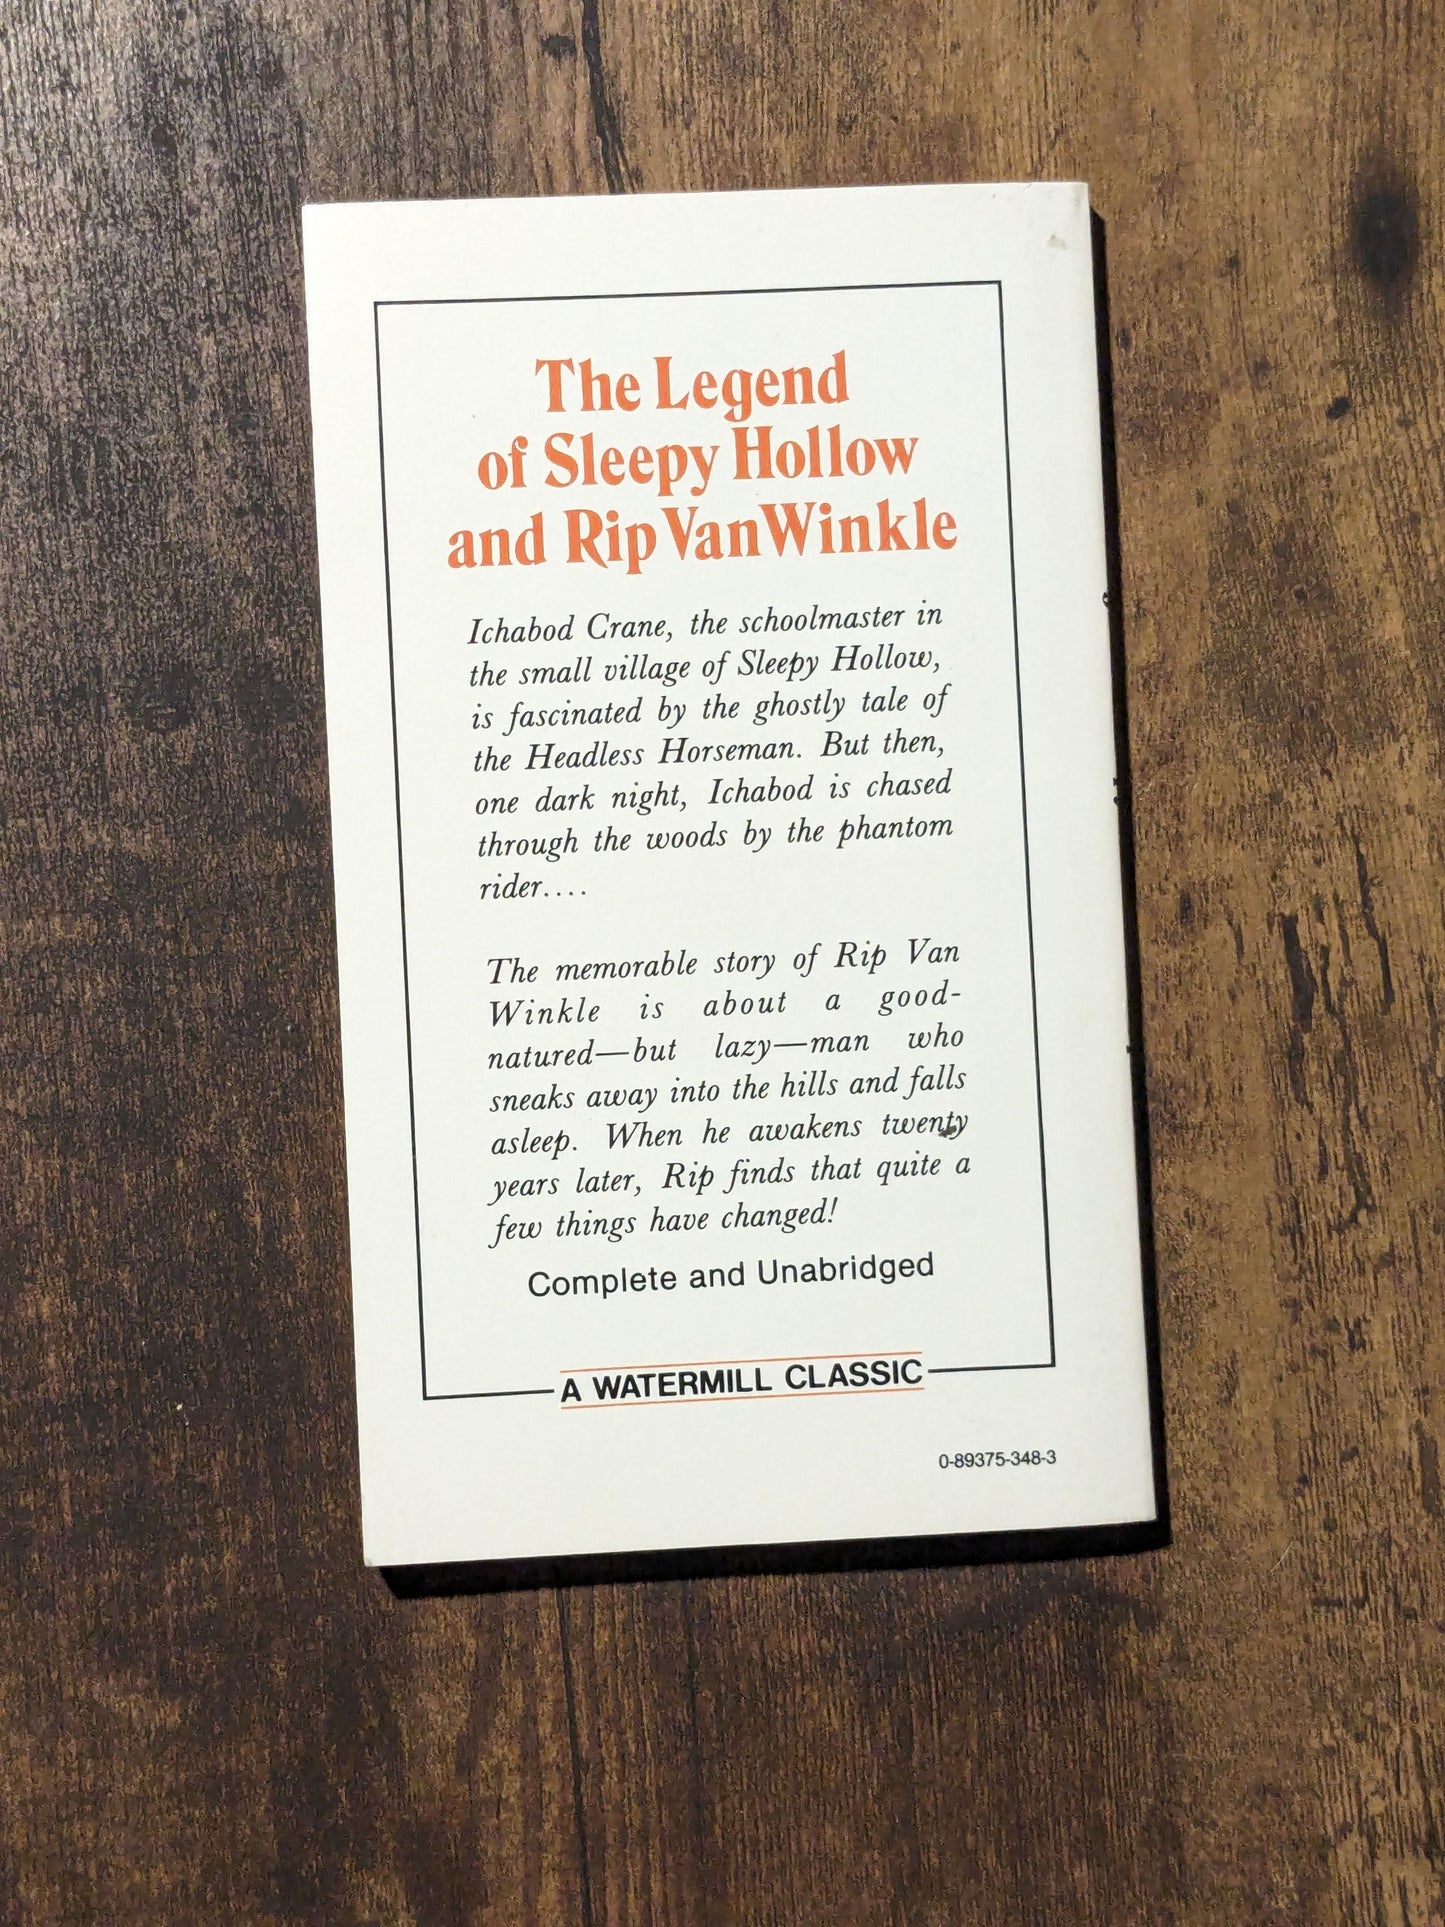 The Legend
of Sleepy Hollow
and Rip Van Winkle
Ichabod Crane, the schoolmaster in
the small village of Sleepy Hollow,
is fascinated by the ghostly tale of
the Headless Horseman. But then,
one dark night, Ichabod is chased
through the woods by the phantom
rider....
The memorable story of Rip Van
Winkle is about a good-
natured—but lazy—man who
sneaks away into the hills and falls
asleep. When he awakens twenty
years later, Rip finds that quite a
few things have changed!
Complete and Unabridged
A WATERMILL CLASSIC
0-89375-348-3